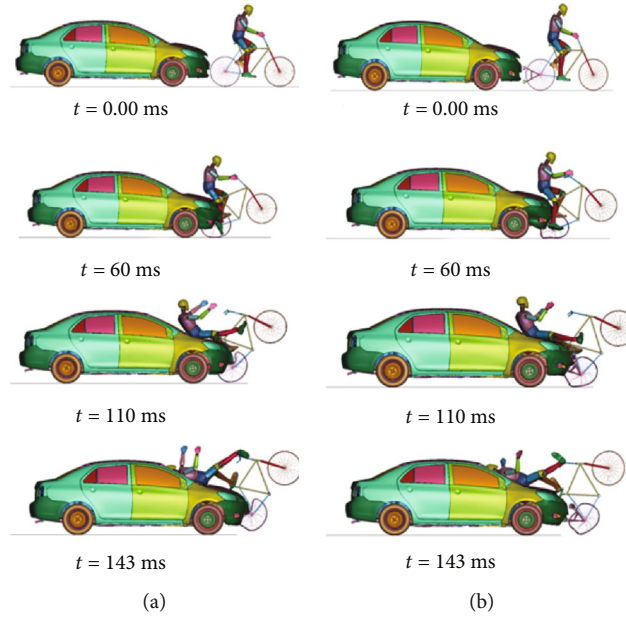 t = 0.00 ms
t = 0.00 ms
t = 60 ms
t = 60 ms
t = 110 ms
t = 110 ms
t = 143 ms
t = 143 ms
(a)
(b)